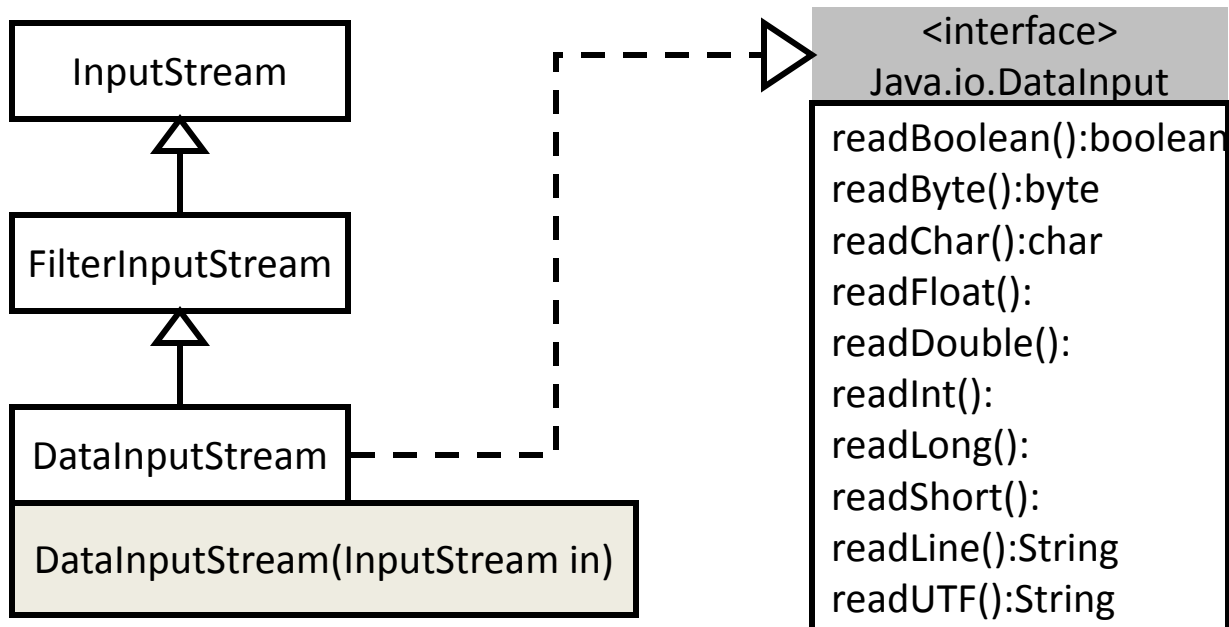 InputStream
FilterInputStream
DataInputStream
DataInputStream(InputStream in)
<interface>
Java.io.DataInput
readBoolean():boolean
readByte():byte
readChar():char
readFloat():
readDouble():
readInt():
readLong():
readShort():
readLine():String
readUTF():String